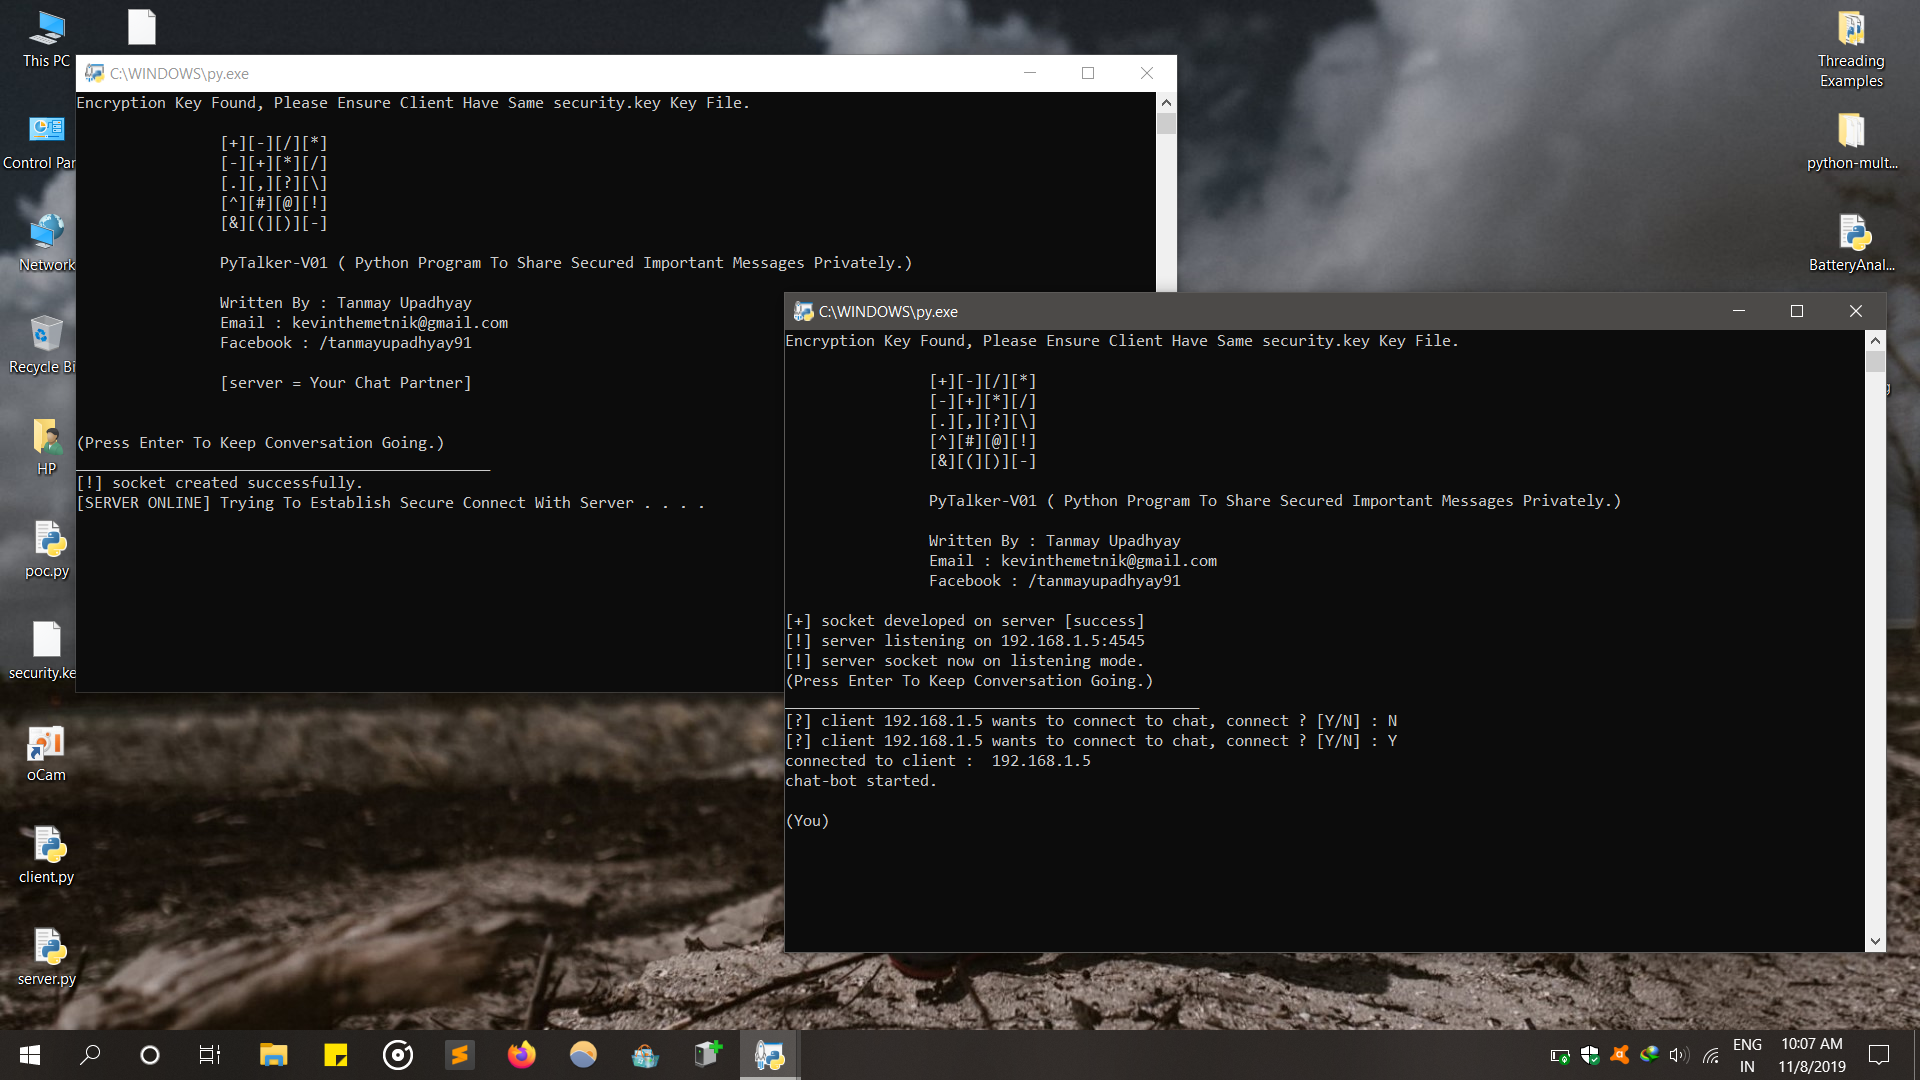 This PC
Control Par
Network
Recycle Bi
HP
poc.py
security.ke
oCam
client.py
server.py
C:\WINDOWS\py.exe
Encryption Key Found, Please Ensure Client Have Same security.key Key File.
[+][-][/][*]
[-][+][*][/]
[.][,][?][\]
[^][#][@][!]
[&][(][)][-]
PyTalker-V01 ( Python Program To Share Secured Important Messages Privately.)
Written By : Tanmay Upadhyay
Email : kevinthemetnik@gmail.com
Facebook : /tanmayupadhyay91
[server = Your Chat Partner]
(Press Enter To Keep Conversation Going.)
______________________________________________
[!] socket created successfully.
[SERVER ONLINE] Trying To Establish Secure Connect With Server . . . .
C:\WINDOWS\py.exe
Encryption Key Found, Please Ensure Client Have Same security.key Key File.
[+][-][/][*]
[-][+][*][/]
[.][,][?][\]
[^][#][@][!]
[&][(][)][-]
PyTalker-V01 ( Python Program To Share Secured Important Messages Privately.)
Written By : Tanmay Upadhyay
Email : kevinthemetnik@gmail.com
Facebook : /tanmayupadhyay91
[+] socket developed on server [success]
[!] server listening on 192.168.1.5:4545
[!] server socket now on listening mode.
(Press Enter To Keep Conversation Going.)
______________________________________________
[?] client 192.168.1.5 wants to connect to chat, connect ? [Y/N] : N
[?] client 192.168.1.5 wants to connect to chat, connect ? [Y/N] : Y
connected to client :  192.168.1.5
chat-bot started.
(You)
Threading
Examples
python-mult...
BatteryAnal...
ENG
IN
10:07 AM
11/8/2019